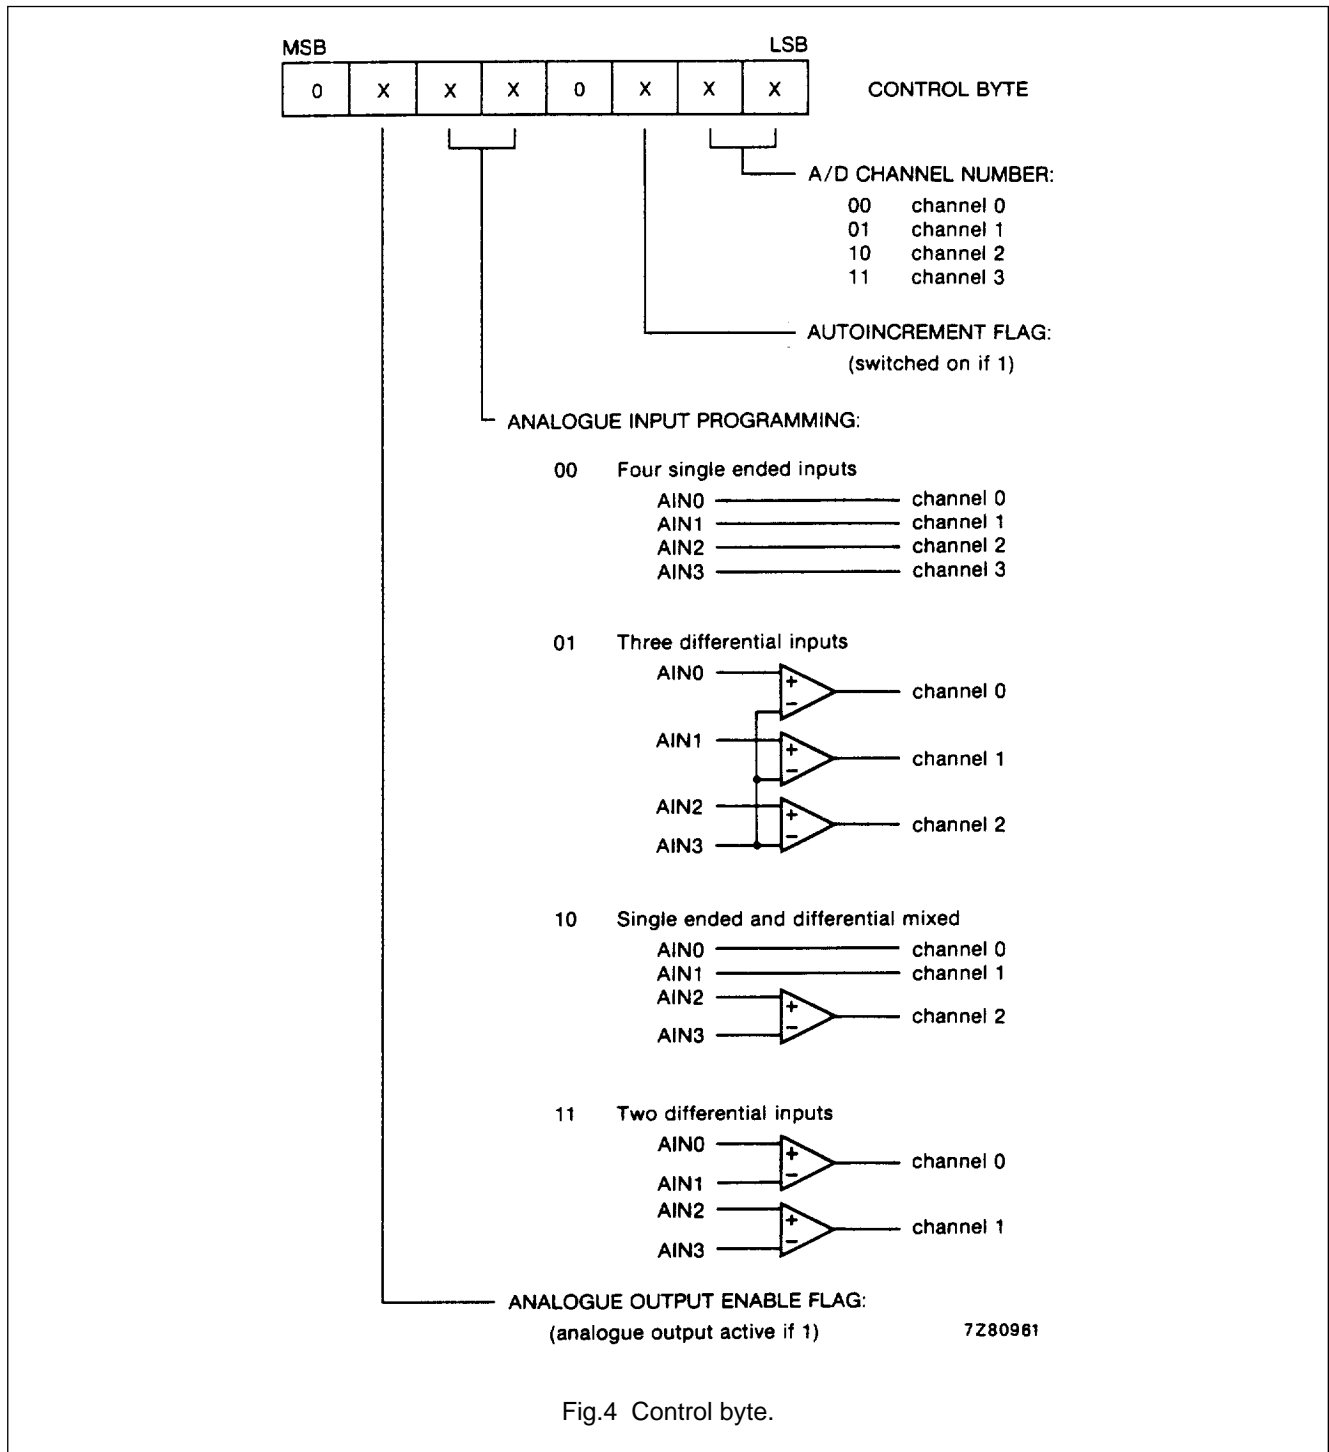 MSB LSB
0 X X X 0 X X X CONTROL BYTE
A/D CHANNEL NUMBER:
00 channel 0
01 channel 1
10 channel 2
11 channel 3
AUTOINCREMENT FLAG:
(switched on if 1)
ANALOGUE INPUT PROGRAMMING:
00 Four single ended inputs
AIN0 channel 0
AIN1 channel 1
AIN2 channel 2
AIN3 channel 3
01 Three differential inputs
AIN0 + − channel 0
AIN1 + − channel 1
AIN2 + − channel 2
AIN3
10 Single ended and differential mixed
AIN0 channel 0
AIN1 channel 1
AIN2 + − channel 2
AIN3
11 Two differential inputs
AIN0 + − channel 0
AIN1
AIN2 + − channel 1
AIN3
ANALOGUE OUTPUT ENABLE FLAG:
(analogue output active if 1) 7Z80961
Fig.4 Control byte.